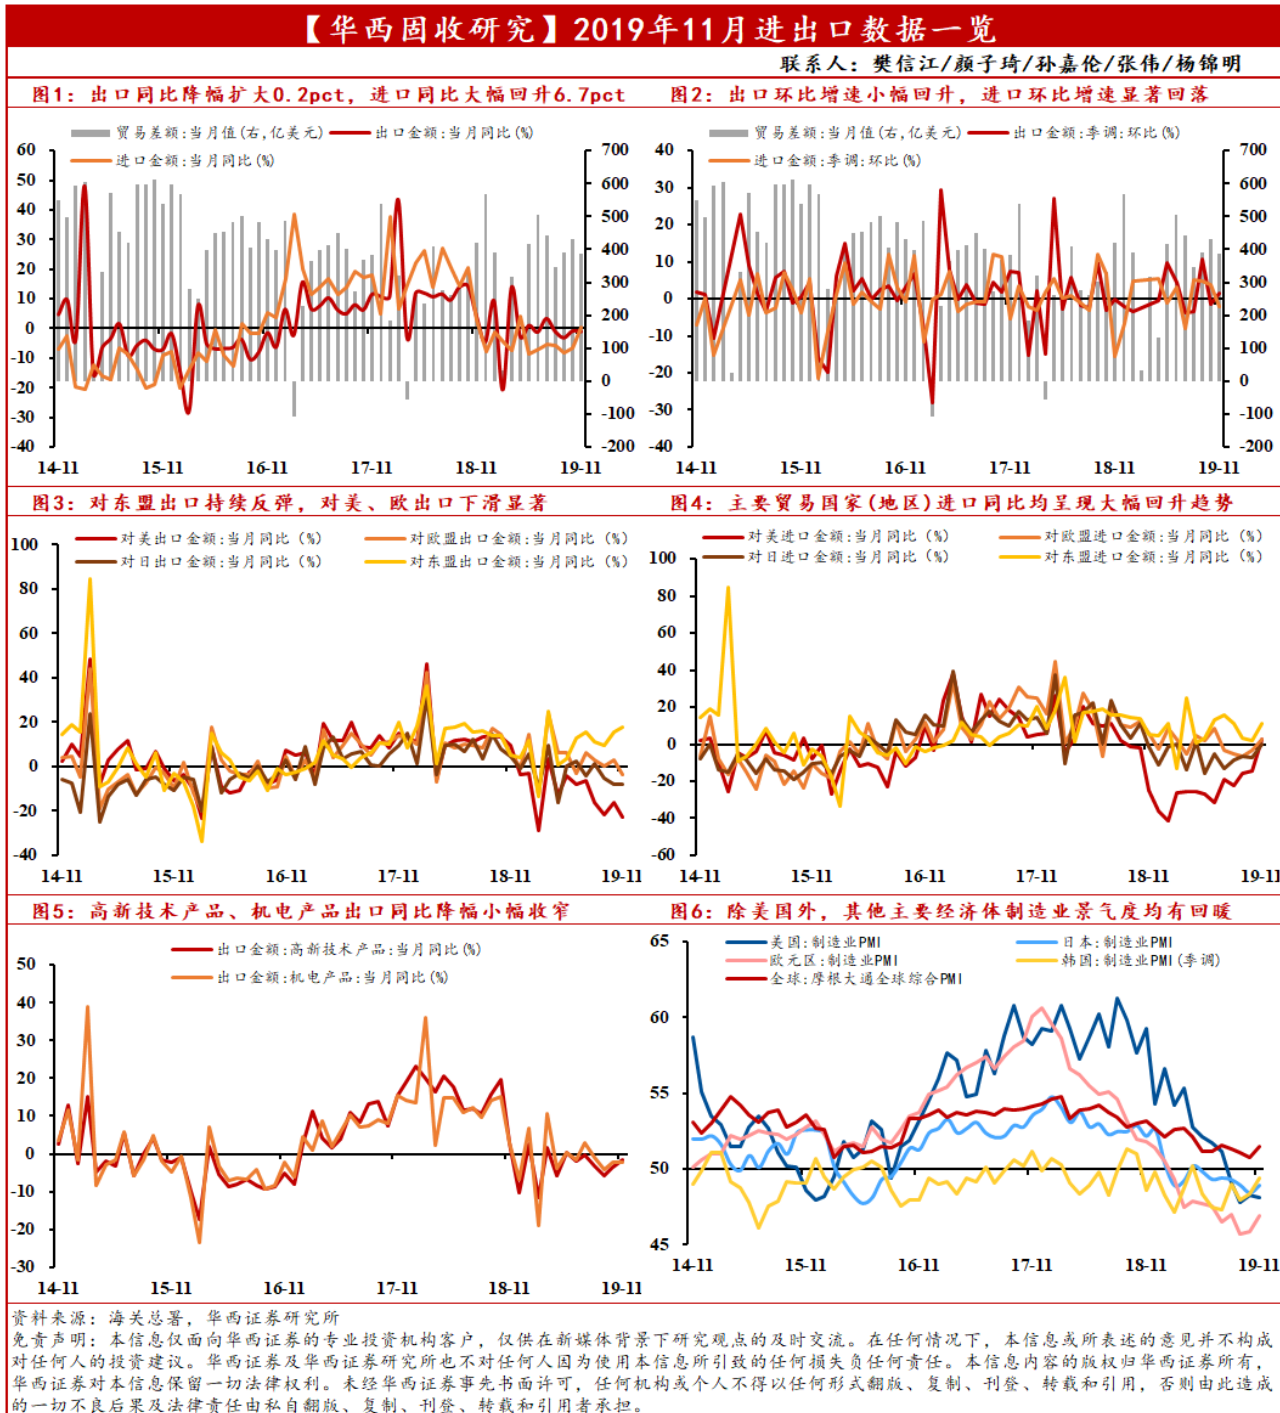 【华西固收研究】2019年11月进出口数据一览
联系人：樊信江/颜子琦/孙嘉伦/张伟/杨锦明
图1：出口同比降幅扩大0.2pct，进口同比大幅回升6.7pct
贸易差额:当月值(右,亿美元)
出口金额:当月同比(%)
进口金额:当月同比(%)
60
50
40
30
20
10
0
-10
-20
-30
-40
700
600
500
400
300
200
100
0
-100
-200
14-11 15-11 16-11 17-11 18-11 19-11
图2：出口环比增速小幅回升，进口环比增速显著回落
贸易差额:当月值(右,亿美元)
出口金额:季调:环比(%)
进口金额:季调:环比(%)
40
30
20
10
0
-10
-20
-30
-40
700
600
500
400
300
200
100
0
-100
-200
14-11 15-11 16-11 17-11 18-11 19-11
图3：对东盟出口持续反弹，对美、欧出口下滑显著
对美出口金额:当月同比（%）
对欧盟出口金额:当月同比（%）
对日出口金额:当月同比（%）
对东盟出口金额:当月同比（%）
100
80
60
40
20
0
-20
-40
14-11 15-11 16-11 17-11 18-11 19-11
图4：主要贸易国家(地区)进口同比均呈现大幅回升趋势
对美进口金额:当月同比（%）
对欧盟进口金额:当月同比（%）
对日进口金额:当月同比（%）
对东盟进口金额:当月同比（%）
100
80
60
40
20
0
-20
-40
-60
14-11 15-11 16-11 17-11 18-11 19-11
图5：高新技术产品、机电产品出口同比降幅小幅收窄
出口金额:高新技术产品:当月同比(%)
出口金额:机电产品:当月同比(%)
50
40
30
20
10
0
-10
-20
-30
14-11 15-11 16-11 17-11 18-11 19-11
图6：除美国外，其他主要经济体制造业景气度均有回暖
美国:制造业PMI
日本:制造业PMI
欧元区:制造业PMI
韩国:制造业PMI(季调)
全球:摩根大通全球综合PMI
65
60
55
50
45
14-11 15-11 16-11 17-11 18-11 19-11
资料来源：海关总署，华西证券研究所
免责声明：本信息仅面向华西证券的专业投资机构客户，仅供在新媒体背景下研究观点的及时交流。在任何情况下，本信息或所表述的意见并不构成
对任何人的投资建议。华西证券及华西证券研究所也不对任何人因为使用本信息所引致的任何损失负任何责任。本信息内容的版权归华西证券所有，
华西证券对本信息保留一切法律权利。未经华西证券事先书面许可，任何机构或个人不得以任何形式翻版、复制、刊登、转载和引用，否则由此造成
的一切不良后果及法律责任由私自翻版、复制、刊登、转载和引用者承担。